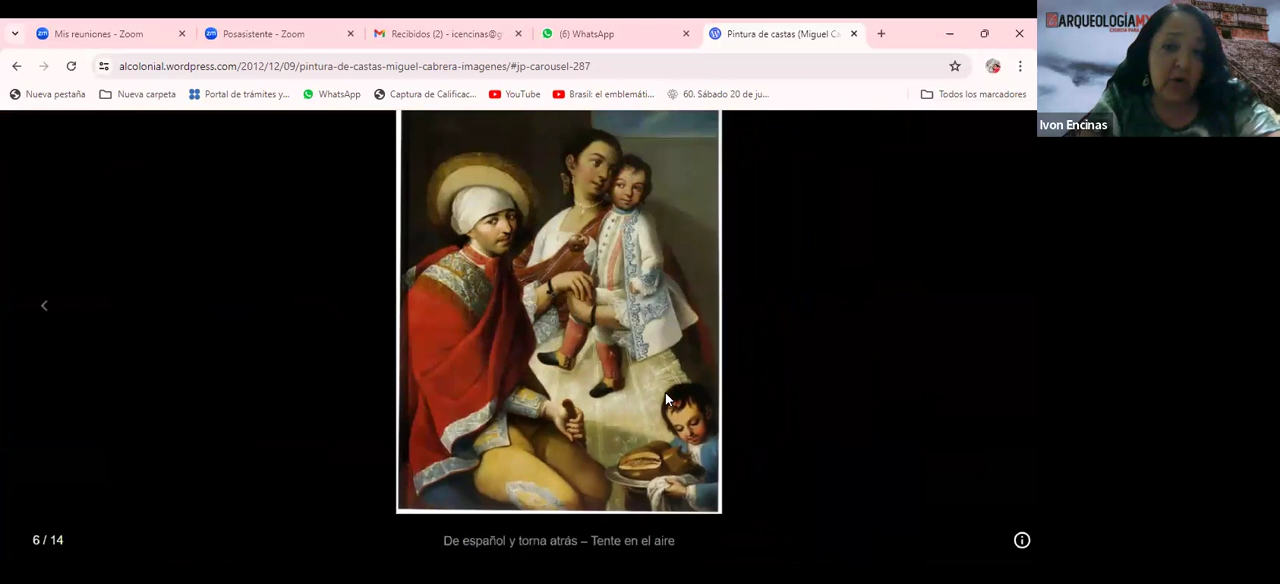 Mis reuniones - Zoom
Posasistente - Zoom
Recibidos (2) - icencinas@g
(6) WhatsApp
Pintura de castas (Miguel Ca
alcolonial.wordpress.com/2012/12/09/pintura-de-castas-miguel-cabrera-imagenes/#jp-carousel-287
Nueva pestaña
Nueva carpeta
Portal de trámites y...
WhatsApp
Captura de Calificac...
YouTube
Brasil: el emblemáti...
60. Sábado 20 de ju...
Todos los marcadores
ARQUEOLOGÍAM
Ivon Encinas
6 / 14
De español y torna atrás – Tente en el aire